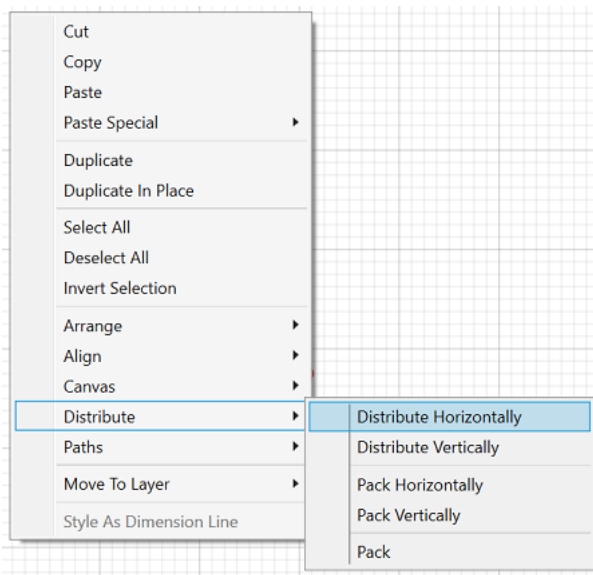 Cut
Copy
Paste
Paste Special
Duplicate
Duplicate In Place
Select All
Deselect All
Invert Selection
Arrange
Align
Canvas
Distribute
Paths
Move To Layer
Style As Dimension Line
Distribute Horizontally
Distribute Vertically
Pack Horizontally
Pack Vertically
Pack